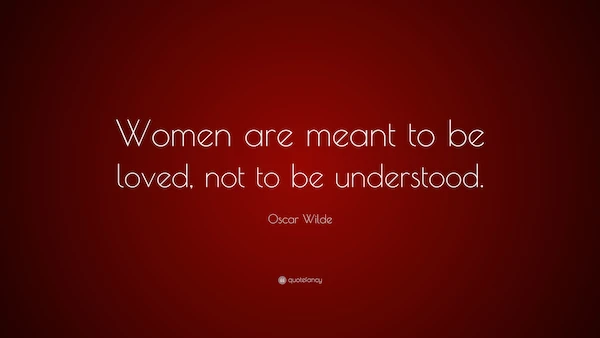 Women are meant to be
loved, not to be understood.
Oscar Wilde
quotefancy